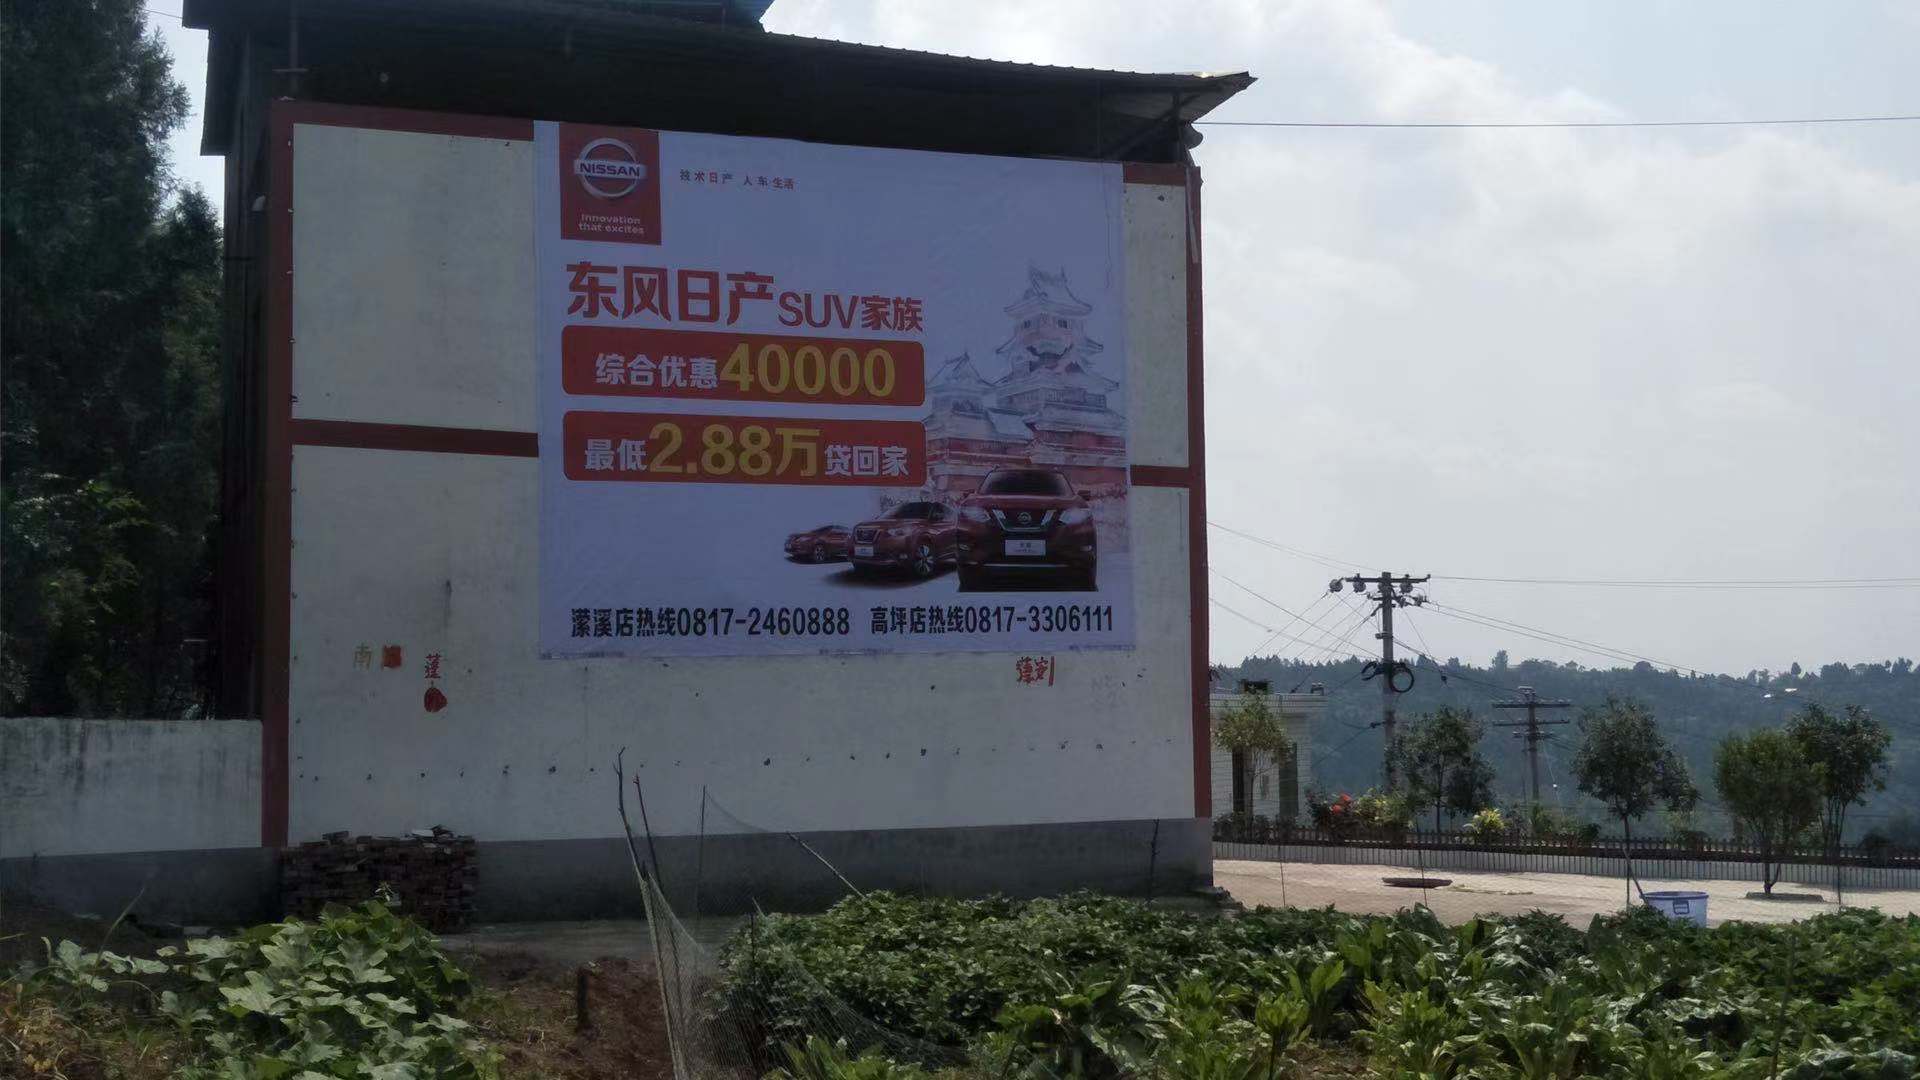 NISSAN
Innovation
that excites
技术日产 人·车·生活
东风日产SUV家族
综合优惠40000
最低2.88万贷回家
潆溪店热线0817-2460888 高坪店热线0817-3306111
南
蓬